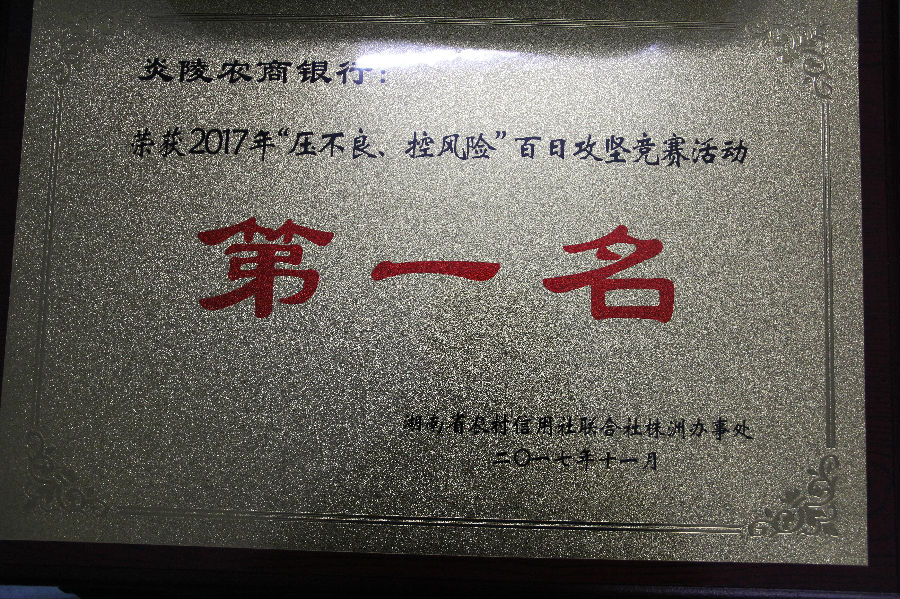 炎陵农商银行：
荣获2017年“压不良、控风险”百日攻坚竞赛活动
第一名
湖南省农村信用社联合社株洲办事处
二〇一七年十一月